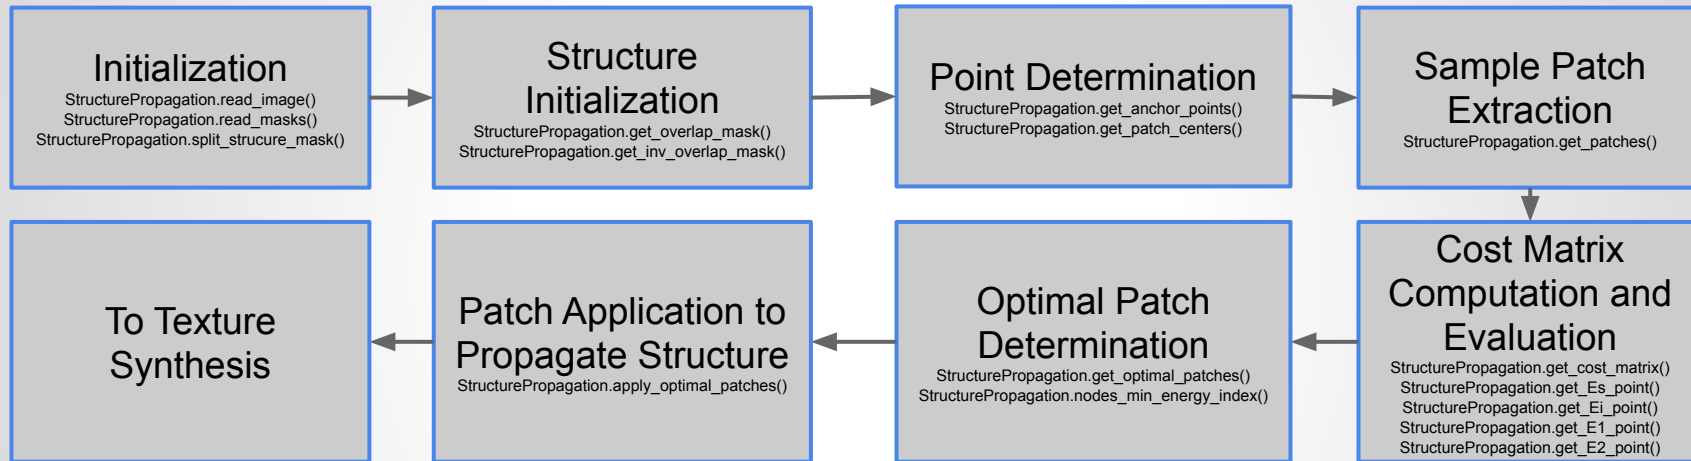 Initialization
StructurePropagation.read_image()
StructurePropagation.read_masks()
StructurePropagation.split_strucure_mask()
Structure
Initialization
StructurePropagation.get_overlap_mask()
StructurePropagation.get_inv_overlap_mask()
Point Determination
StructurePropagation.get_anchor_points()
StructurePropagation.get_patch_centers()
Sample Patch
Extraction
StructurePropagation.get_patches()
Cost Matrix
Computation and
Evaluation
StructurePropagation.get_cost_matrix()
StructurePropagation.get_Es_point()
StructurePropagation.get_Ei_point()
StructurePropagation.get_E1_point()
StructurePropagation.get_E2_point()
Optimal Patch
Determination
StructurePropagation.get_optimal_patches()
StructurePropagation.nodes_min_energy_index()
Patch Application to
Propagate Structure
StructurePropagation.apply_optimal_patches()
To Texture
Synthesis